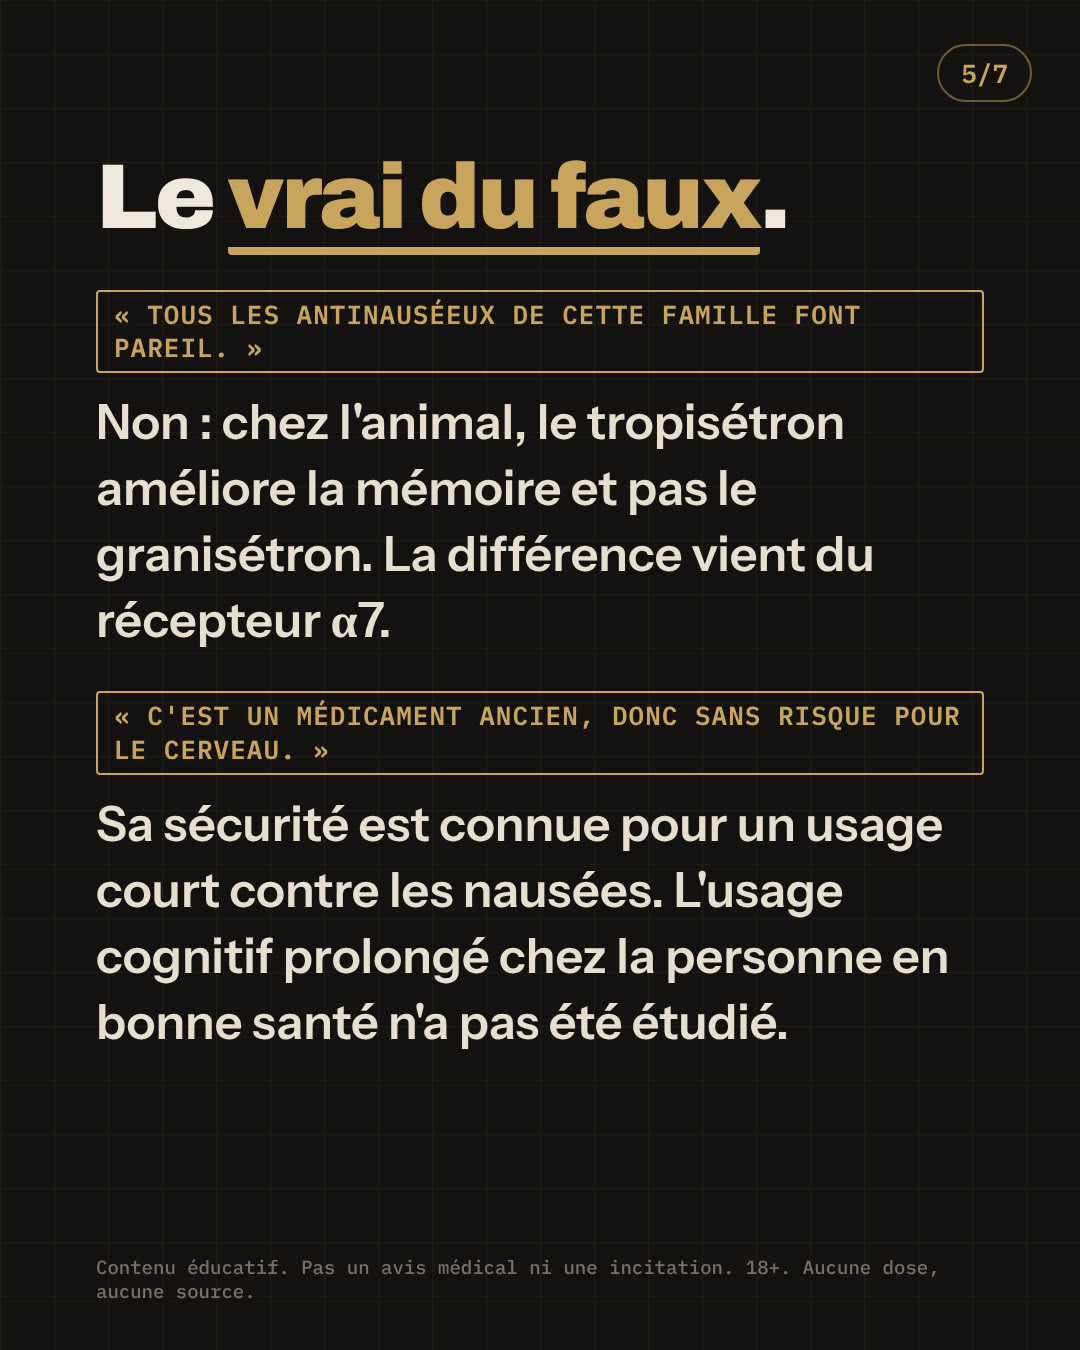 5/7
Le vrai du faux.
« TOUS LES ANTINAUSÉEUX DE CETTE FAMILLE FONT
PAREIL. »
Non : chez l'animal, le tropisétron
améliore la mémoire et pas le
granisétron. La différence vient du
récepteur α7.
« C'EST UN MÉDICAMENT ANCIEN, DONC SANS RISQUE POUR
LE CERVEAU. »
Sa sécurité est connue pour un usage
court contre les nausées. L'usage
cognitif prolongé chez la personne en
bonne santé n'a pas été étudié.
Contenu éducatif. Pas un avis médical ni une incitation. 18+. Aucune dose,
aucune source.